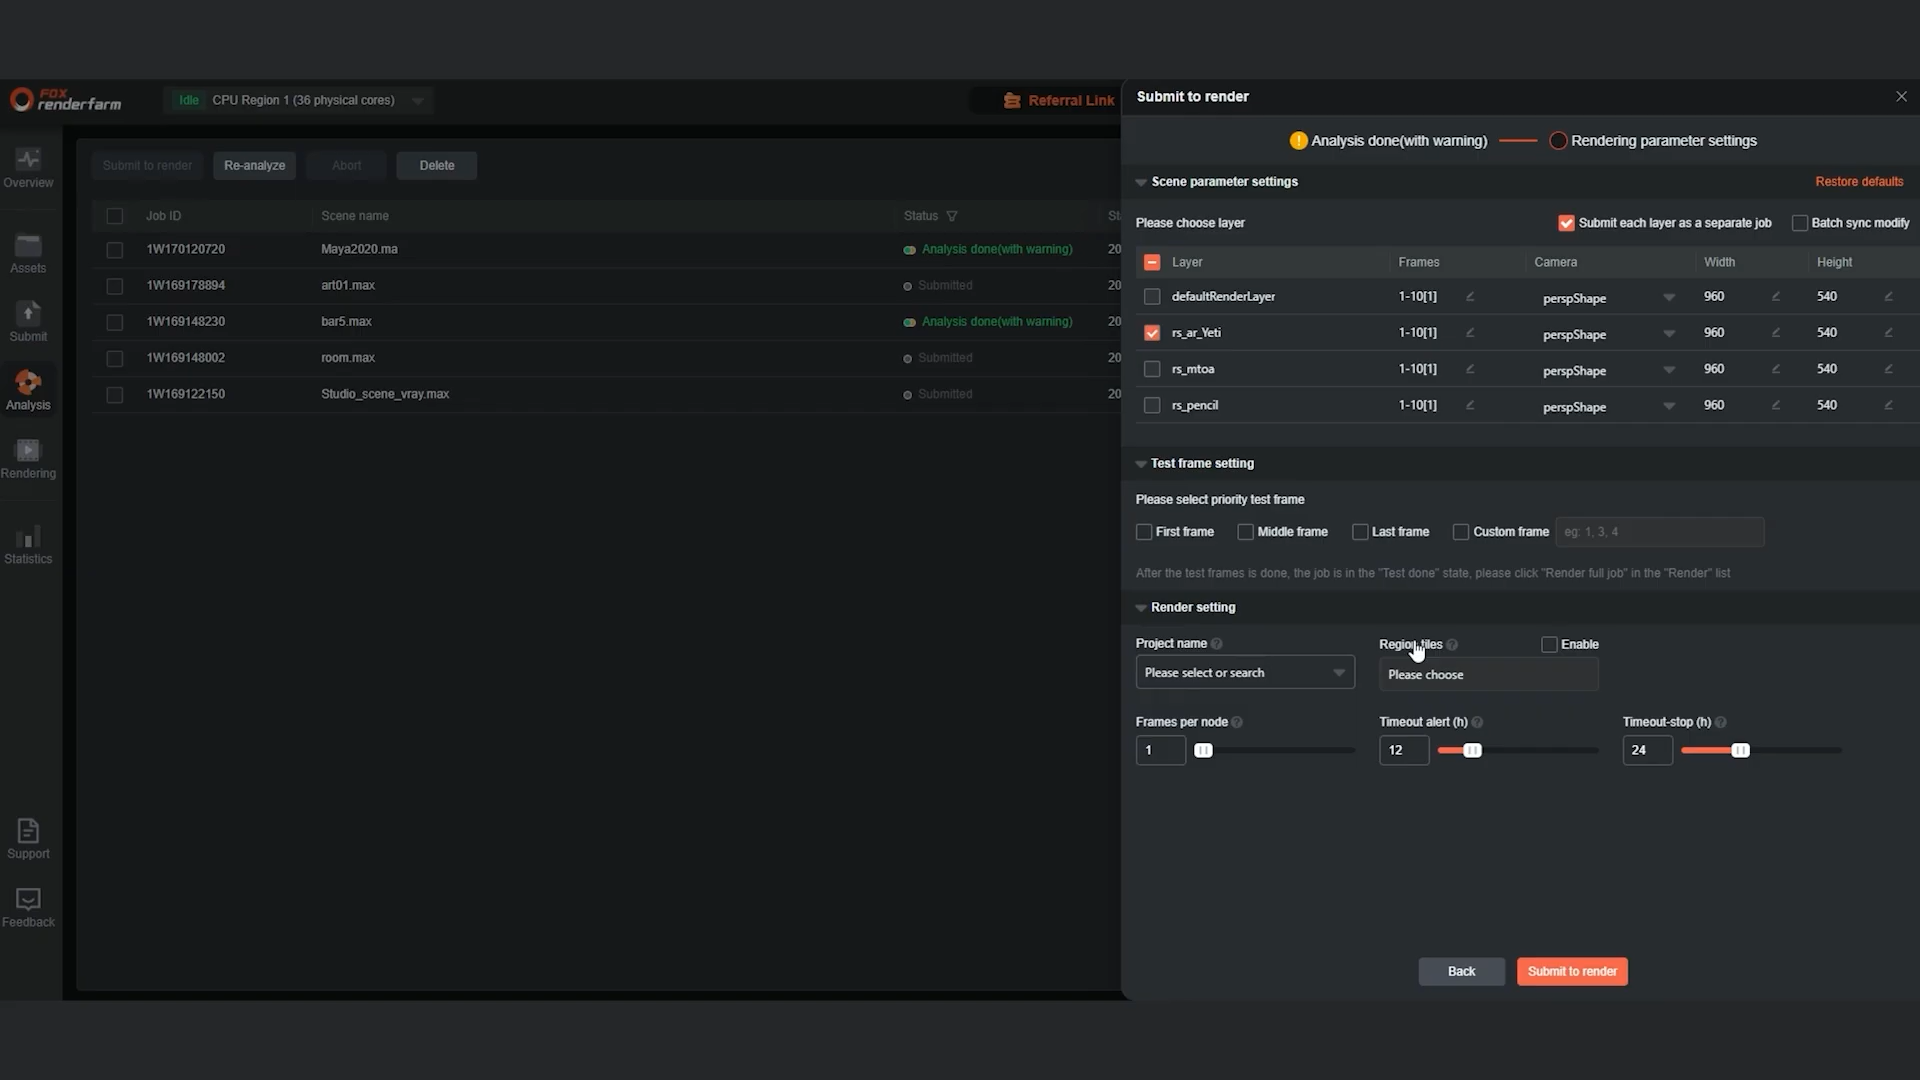 FOX
renderfarm
Idle CPU Region 1 (36 physical cores)
Referral Link
Submit to render
Overview
Assets
Submit
Analysis
Rendering
Statistics
Support
Feedback
Submit to render Re-analyze Abort Delete
Job ID Scene name Status St
1W170120720 Maya2020.ma Analysis done(with warning) 20
1W169178894 art01.max Submitted 20
1W169148230 bar5.max Analysis done(with warning) 20
1W169148002 room.max Submitted 20
1W169122150 Studio_scene_vray.max Submitted 20
! Analysis done(with warning) Rendering parameter settings
Scene parameter settings Restore defaults
Please choose layer Submit each layer as a separate job Batch sync modify
Layer Frames Camera Width Height
defaultRenderLayer 1-10[1] perspShape 960 540
rs_ar_Yeti 1-10[1] perspShape 960 540
rs_mtoa 1-10[1] perspShape 960 540
rs_pencil 1-10[1] perspShape 960 540
Test frame setting
Please select priority test frame
First frame Middle frame Last frame Custom frame eg: 1, 3, 4
After the test frames is done, the job is in the "Test done" state, please click "Render full job" in the "Render" list
Render setting
Project name ? Region tiles ? Enable
Please select or search Please choose
Frames per node ? Timeout alert (h) ? Timeout-stop (h) ?
1 12 24
Back Submit to render